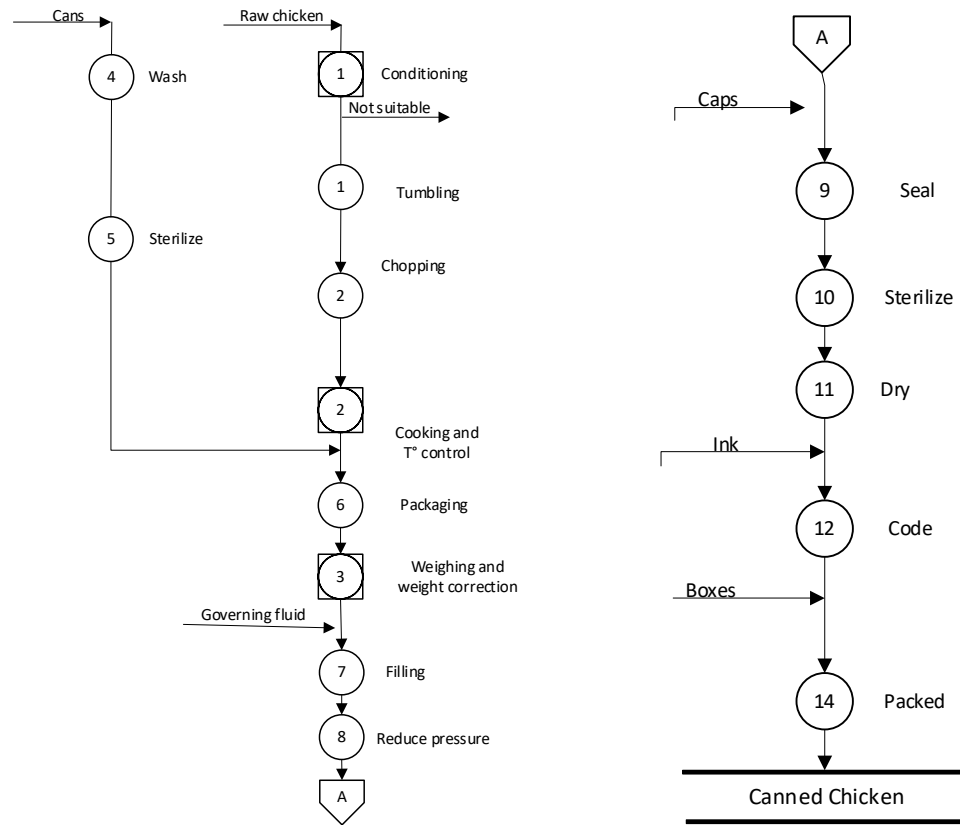 Cans
4
Wash
5
Sterilize
Raw chicken
1
Conditioning
Not suitable
1
Tumbling
Chopping
2
2
Cooking and
T° control
6
Packaging
3
Weighing and
weight correction
Governing fluid
7
Filling
8
Reduce pressure
A
A
Caps
9
Seal
10
Sterilize
11
Dry
Ink
12
Code
Boxes
14
Packed
Canned Chicken